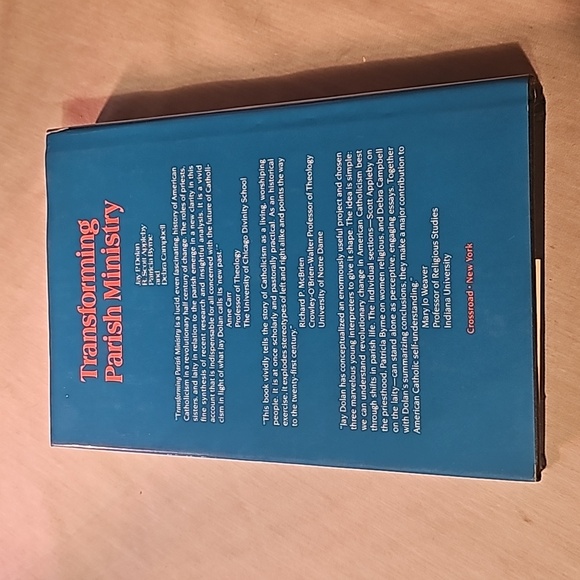 Transforming
Parish Ministry
Jay P. Dolan
R. Scott Appleby
Patricia Byrne
and
Debra Campbell
"Transforming Parish Ministry is a lucid, even fascinating, history of American
Catholicism in a revolutionary half century of change. The roles of priests,
sisters, and laity in relation to the parish emerge in a new clarity in this
fine synthesis of recent research and insightful analysis. It is a vivid
account that is indispensable for all concerned with the future of Catholi-
cism in light of what Jay Dolan calls its 'new past.'"
Anne Carr
Professor of Theology
The University of Chicago Divinity School
"This book vividly tells the story of Catholicism as a living, worshiping
people. It is at once scholarly and pastorally practical. As an historical
exercise, it explodes stereotypes of left and right alike and points the way
to the twenty-first century."
Richard P. McBrien
Crowley-O'Brien-Walter Professor of Theology
University of Notre Dame
"Jay Dolan has conceptualized an enormously useful project and chosen
three marvelous young interpreters to give it shape. The idea is simple:
we can understand revolutionary change in American Catholicism best
through shifts in parish life. The individual sections—Scott Appleby on
the priesthood, Patricia Byrne on women religious, and Debra Campbell
on the laity—can stand alone as perceptive, engaging essays. Together
with Dolan's summarizing conclusions, they make a major contribution to
American Catholic self-understanding."
Mary Jo Weaver
Professor of Religious Studies
Indiana University
Crossroad • New York